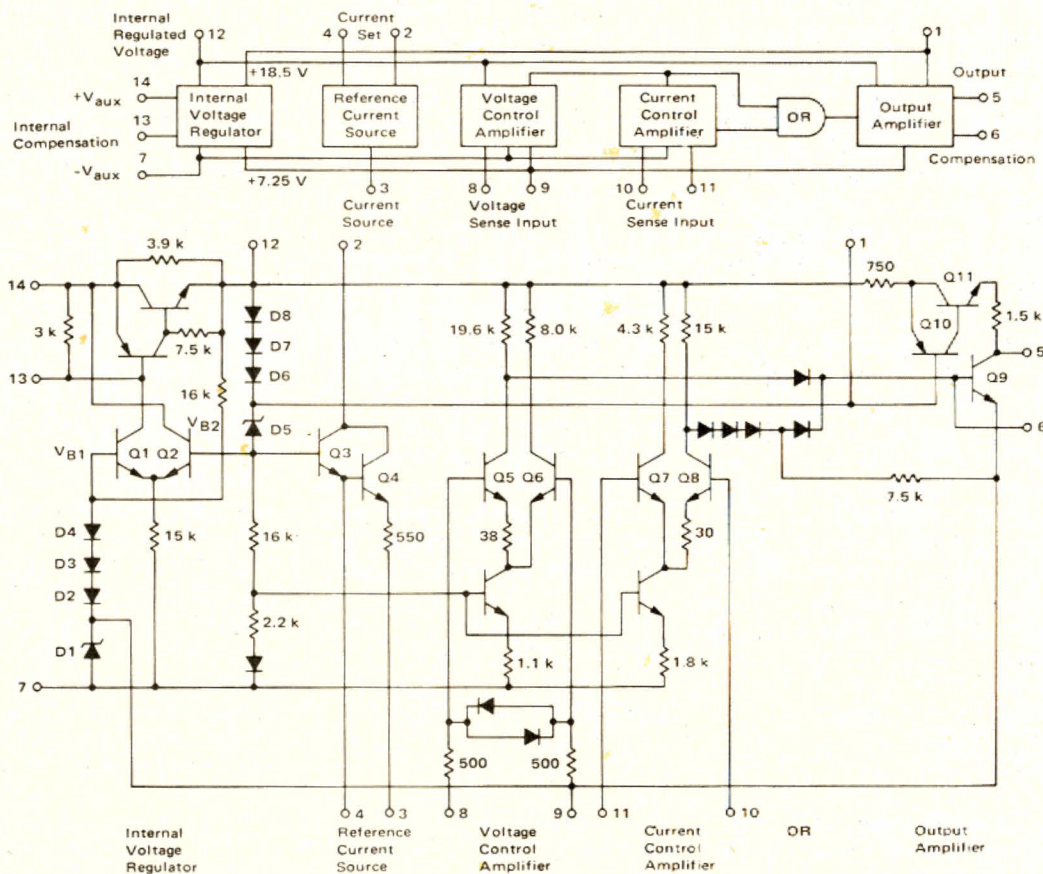 Internal
Regulated
Voltage
12
Current
Set
4
2
1
+18.5 V
14
+Vaux
13
Internal
Compensation
7
-Vaux
Internal
Voltage
Regulator
Reference
Current
Source
Voltage
Control
Amplifier
Current
Control
Amplifier
OR
Output
Amplifier
Output
5
6
Compensation
+7.25 V
3
Current
Source
8
9
Voltage
Sense Input
10
11
Current
Sense Input
3.9 k
12
2
1
14
750
Q11
3 k
D8
19.6 k
8.0 k
4.3 k
15 k
Q10
1.5 k
7.5 k
D7
5
13
D6
16 k
Q9
VB2
D5
6
VB1
Q1
Q2
Q3
Q4
Q5
Q6
Q7
Q8
7.5 k
D4
15 k
16 k
550
38
30
D3
D2
2.2 k
D1
1.1 k
1.8 k
7
500
500
4
3
8
9
11
10
Internal
Voltage
Regulator
Reference
Current
Source
Voltage
Control
Amplifier
Current
Control
Amplifier
OR
Output
Amplifier